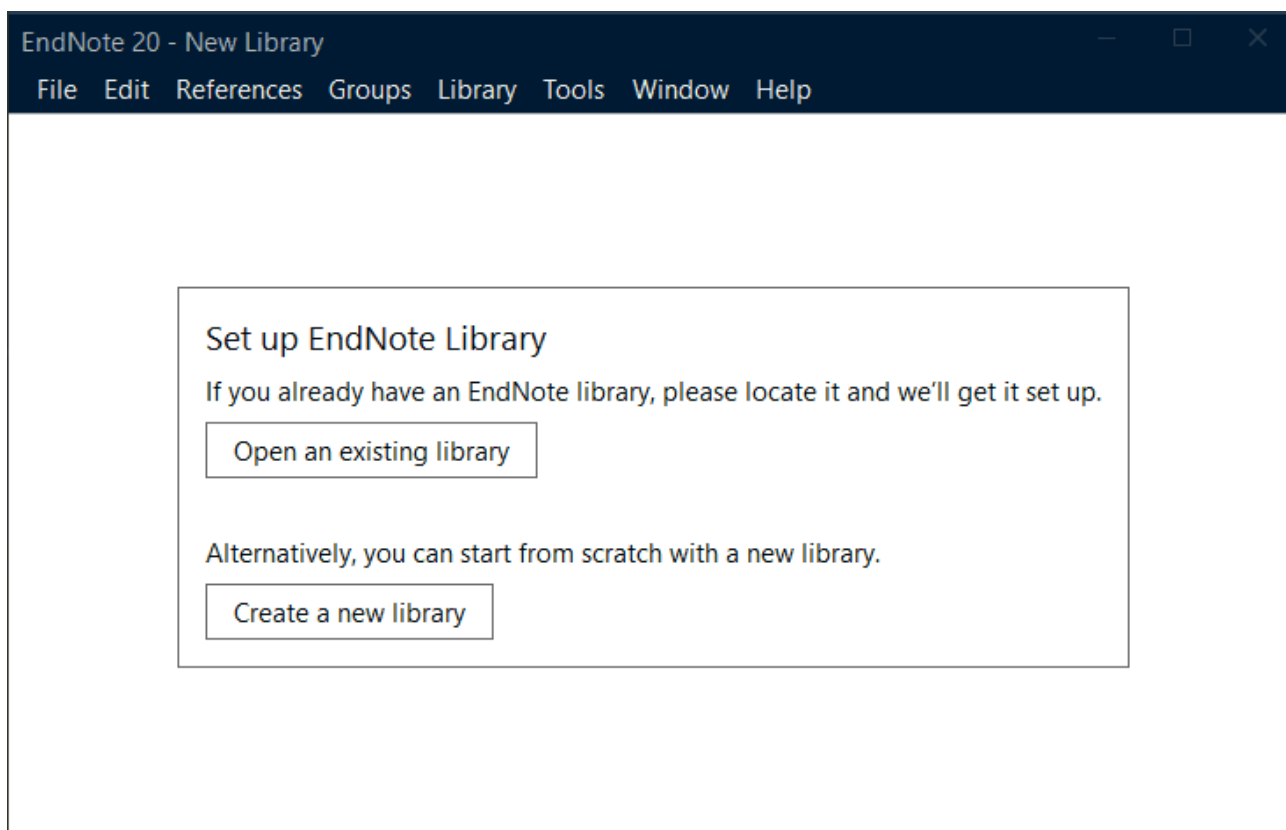 EndNote 20 - New Library
File Edit References Groups Library Tools Window Help
Set up EndNote Library
If you already have an EndNote library, please locate it and we'll get it set up.
Open an existing library
Alternatively, you can start from scratch with a new library.
Create a new library